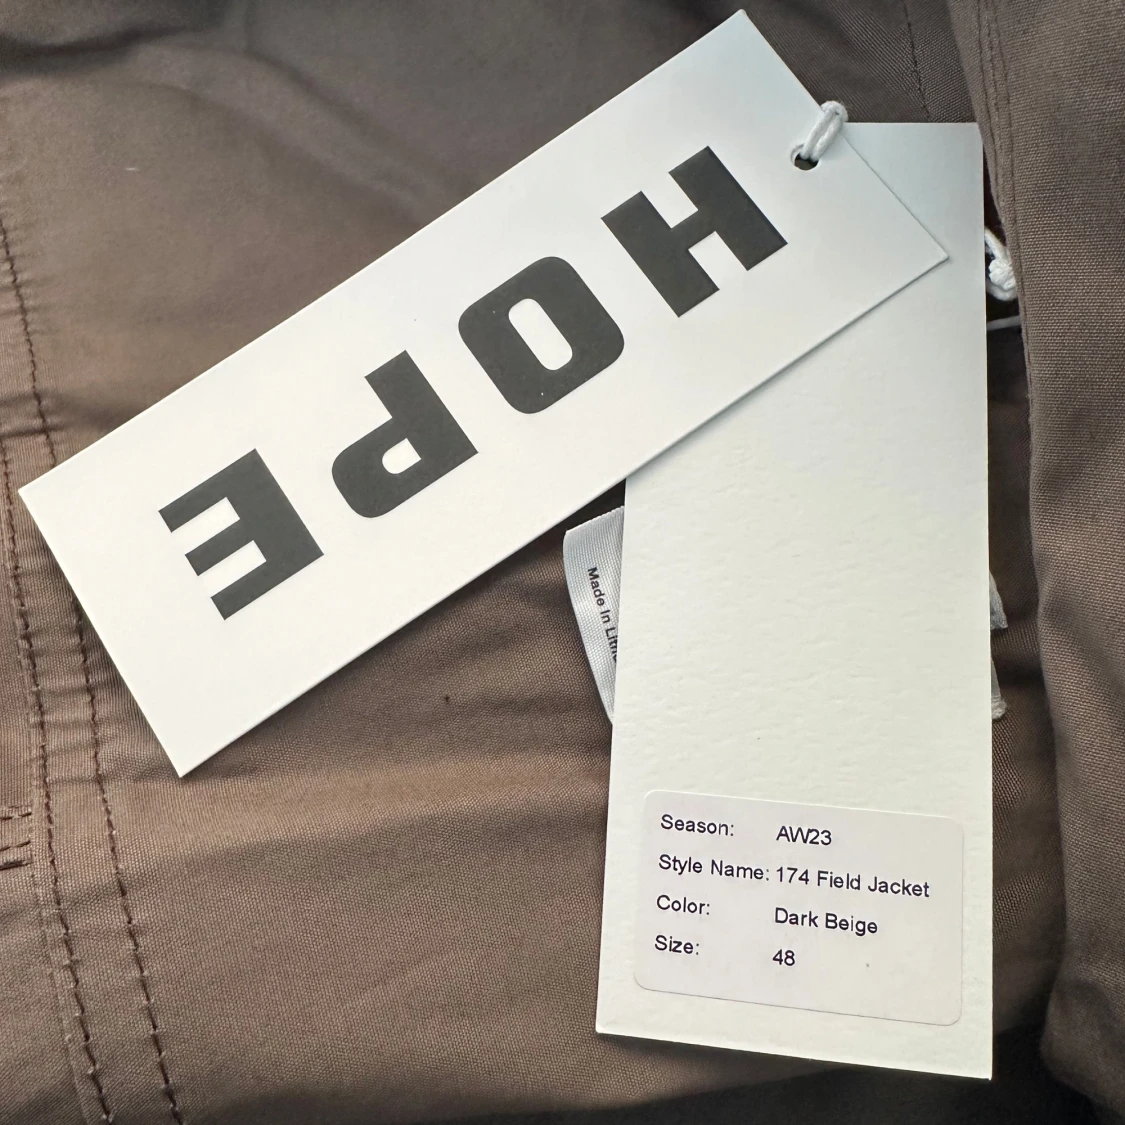 HOPE
Made In
Season: AW23
Style Name: 174 Field Jacket
Color: Dark Beige
Size: 48